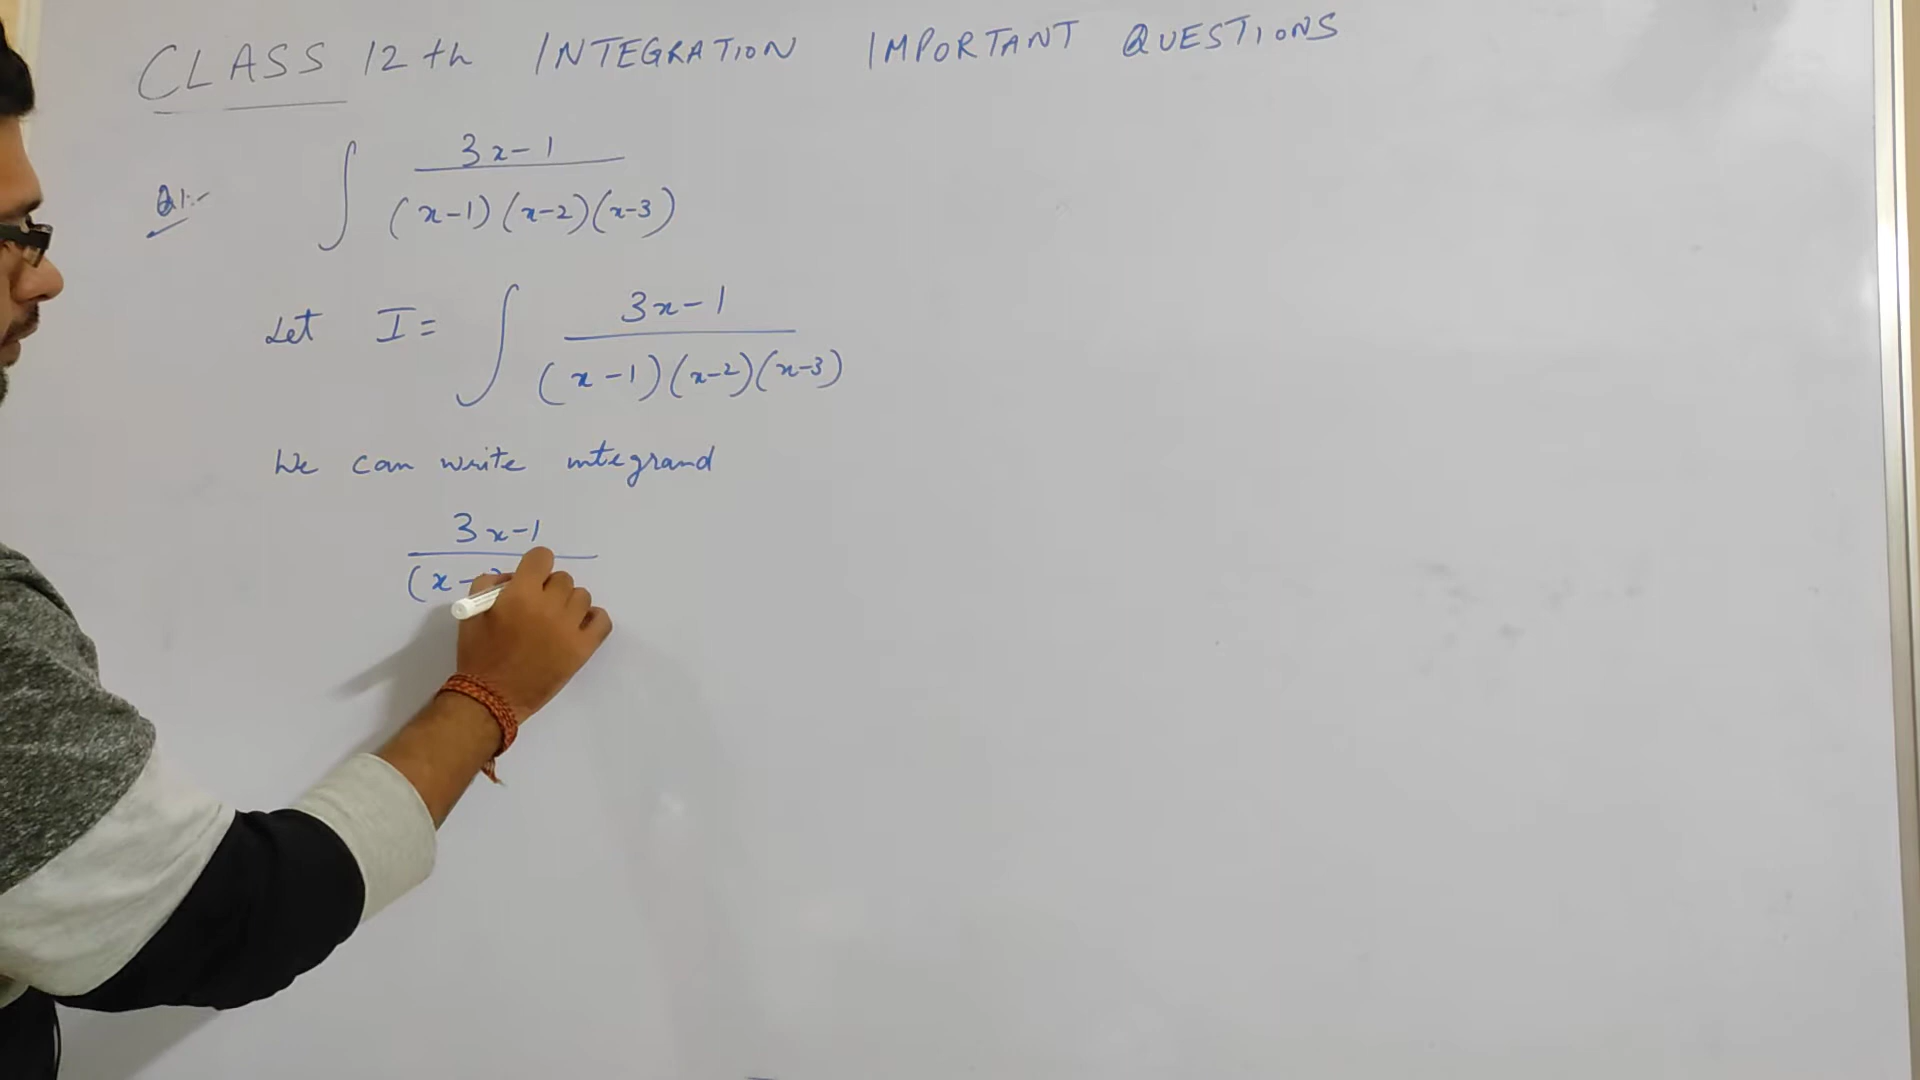 CLASS 12th INTEGRATION IMPORTANT QUESTIONS
Q1:- ∫ 3x-1 / (x-1)(x-2)(x-3)
Let I = ∫ 3x-1 / (x-1)(x-2)(x-3)
We can write integrand
3x-1
(x-